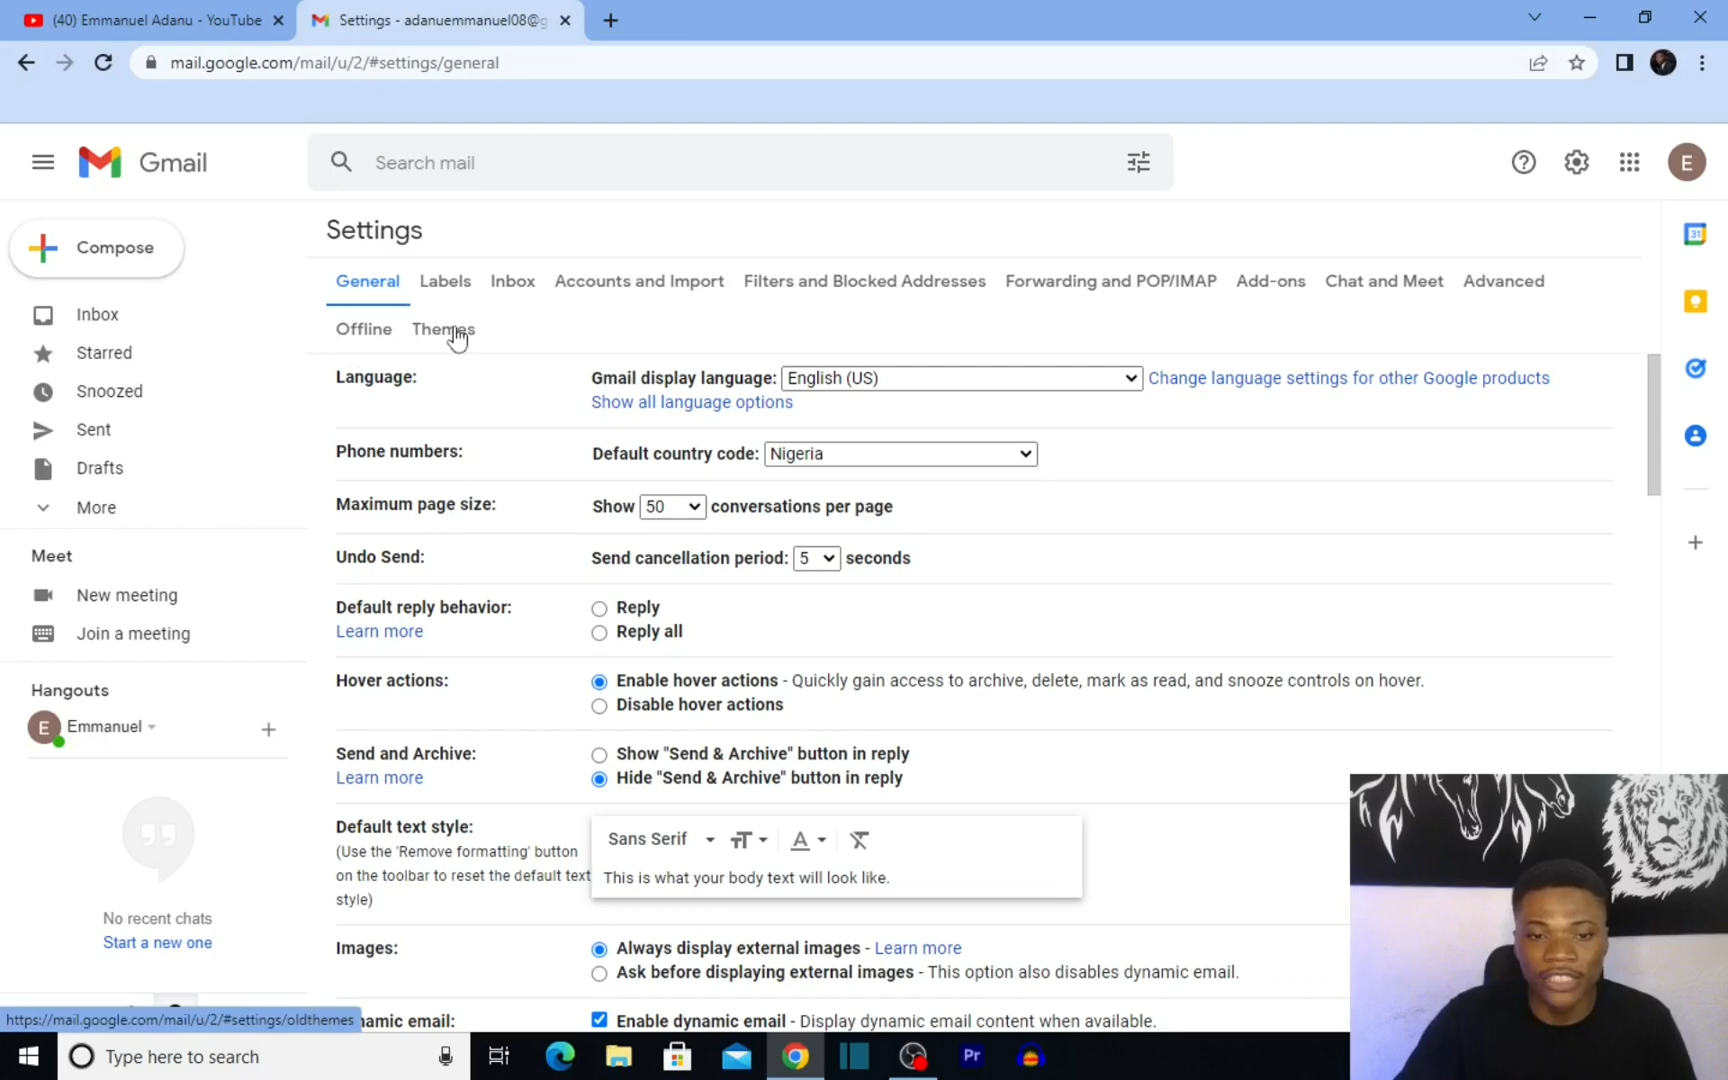 (40) Emmanuel Adanu - YouTube
Settings - adanuemmanuel08@g
mail.google.com/mail/u/2/#settings/general
Gmail
Search mail
E
Settings
Compose
General Labels Inbox Accounts and Import Filters and Blocked Addresses Forwarding and POP/IMAP Add-ons Chat and Meet Advanced
Offline Themes
Inbox
Starred
Snoozed
Sent
Drafts
More
Meet
New meeting
Join a meeting
Hangouts
E Emmanuel
No recent chats
Start a new one
Language:
Gmail display language: English (US) Change language settings for other Google products
Show all language options
Phone numbers:
Default country code: Nigeria
Maximum page size:
Show 50 conversations per page
Undo Send:
Send cancellation period: 5 seconds
Default reply behavior:
Learn more
Reply
Reply all
Hover actions:
Enable hover actions - Quickly gain access to archive, delete, mark as read, and snooze controls on hover.
Disable hover actions
Send and Archive:
Learn more
Show "Send & Archive" button in reply
Hide "Send & Archive" button in reply
Default text style:
(Use the 'Remove formatting' button
on the toolbar to reset the default text
style)
Sans Serif
This is what your body text will look like.
Images:
Always display external images - Learn more
Ask before displaying external images - This option also disables dynamic email.
namic email:
Enable dynamic email - Display dynamic email content when available.
31
https://mail.google.com/mail/u/2/#settings/oldthemes
Type here to search
Pr